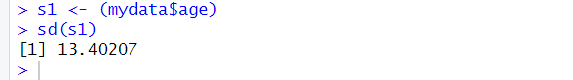 > s1 <- (mydata$age)
> sd(s1)
[1] 13.40207
>